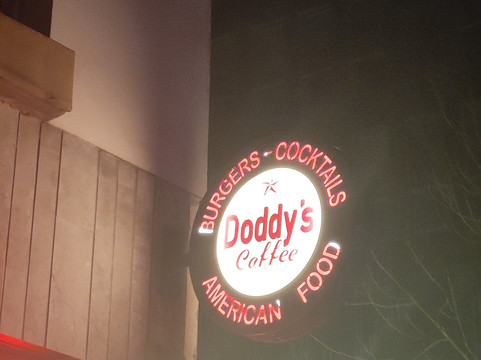 BURGERS - COCKTAILS
Doddy's
Coffee
AMERICAN FOOD